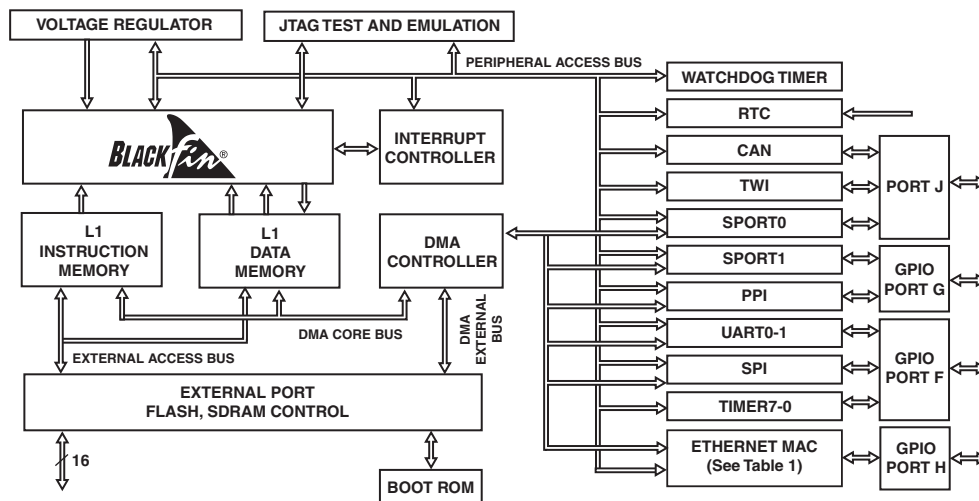 VOLTAGE REGULATOR
JTAG TEST AND EMULATION
PERIPHERAL ACCESS BUS
WATCHDOG TIMER
RTC
BLACKfin®
INTERRUPT
CONTROLLER
CAN
TWI
PORT J
SPORT0
L1
INSTRUCTION
MEMORY
L1
DATA
MEMORY
DMA
CONTROLLER
SPORT1
PPI
GPIO
PORT G
DMA CORE BUS
EXTERNAL ACCESS BUS
DMA
EXTERNAL
BUS
UART0-1
SPI
TIMER7-0
GPIO
PORT F
EXTERNAL PORT
FLASH, SDRAM CONTROL
ETHERNET MAC
(See Table 1)
GPIO
PORT H
16
BOOT ROM